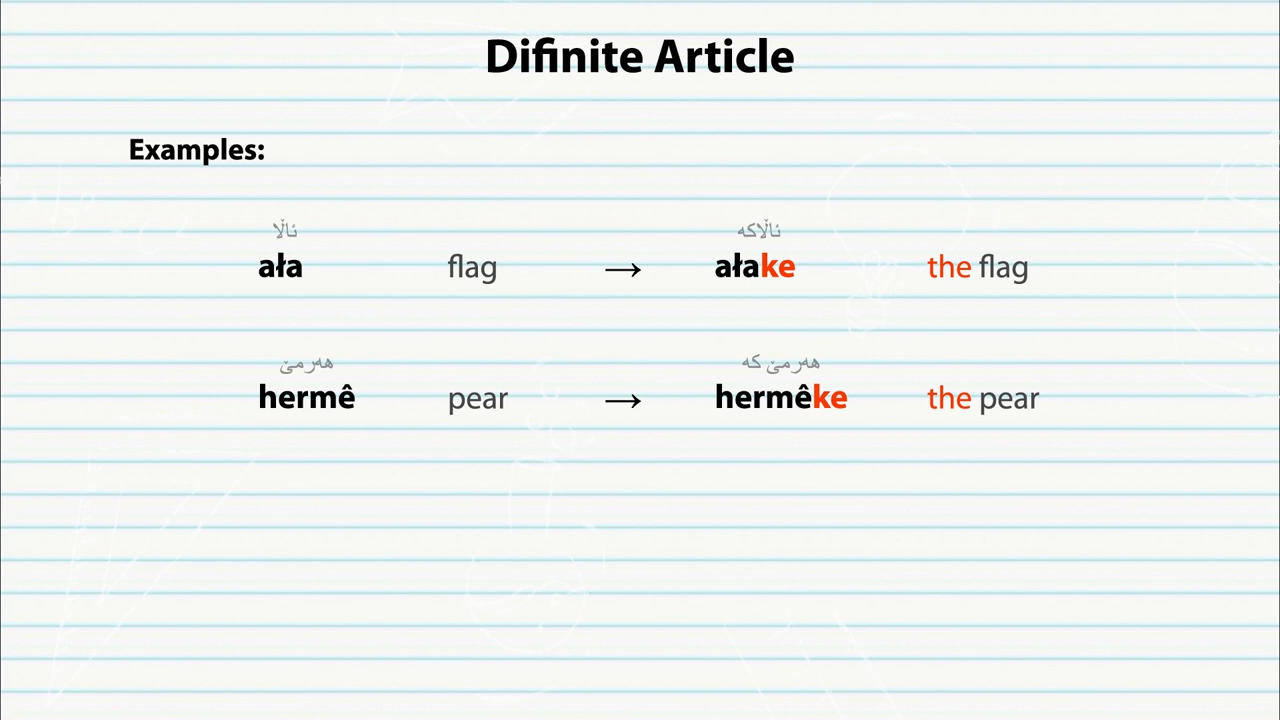 Difinite Article
Examples:
ئاڵا ئاڵاکە
ała flag → ałake the flag
هەرمێ هەرمێ کە
hermê pear → hermêke the pear